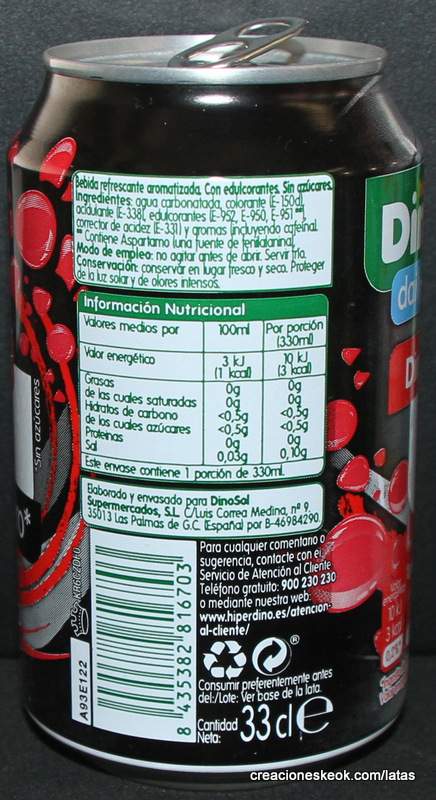 Bebida refrescante aromatizada. Con edulcorantes. Sin azúcares.
Ingredientes: agua carbonatada, colorante (E-150d),
acidulante (E-338), edulcorantes (E-952, E-950, E-951**),
corrector de acidez (E-331) y aromas (incluyendo cafeína).
** Contiene Aspartamo (una fuente de fenilalanina).
Modo de empleo: no agitar antes de abrir. Servir frío.
Conservación: conservar en lugar fresco y seco. Proteger
de la luz solar y de olores intensos.
Información Nutricional
Valores medios por 100ml Por porción (330ml)
Valor energético 3 kJ (1 kcal) 10 kJ (3 kcal)
Grasas 0g 0g
de las cuales saturadas 0g 0g
Hidratos de carbono <0,5g <0,5g
de los cuales azúcares <0,5g <0,5g
Proteínas 0g 0g
Sal 0,03g 0,10g
Este envase contiene 1 porción de 330ml.
Elaborado y envasado para DinoSol
Supermercados, S.L. C/Luis Correa Medina, nº 9,
35013 Las Palmas de G.C. (España) por B-46984290.
Para cualquier comentario o
sugerencia, contacte con el
Servicio de Atención al Cliente
Teléfono gratuito: 900 230 230
o mediante nuestra web:
www.hiperdino.es/atencion-
al-cliente/
®
Consumir preferentemente antes
del:/Lote: Ver base de la lata.
Cantidad
Neta: 33 cl e
8 435382 816703
A93E122
*Sin azúcares
Di
da
D
10 kJ
3 kcal
creacioneskeok.com/latas